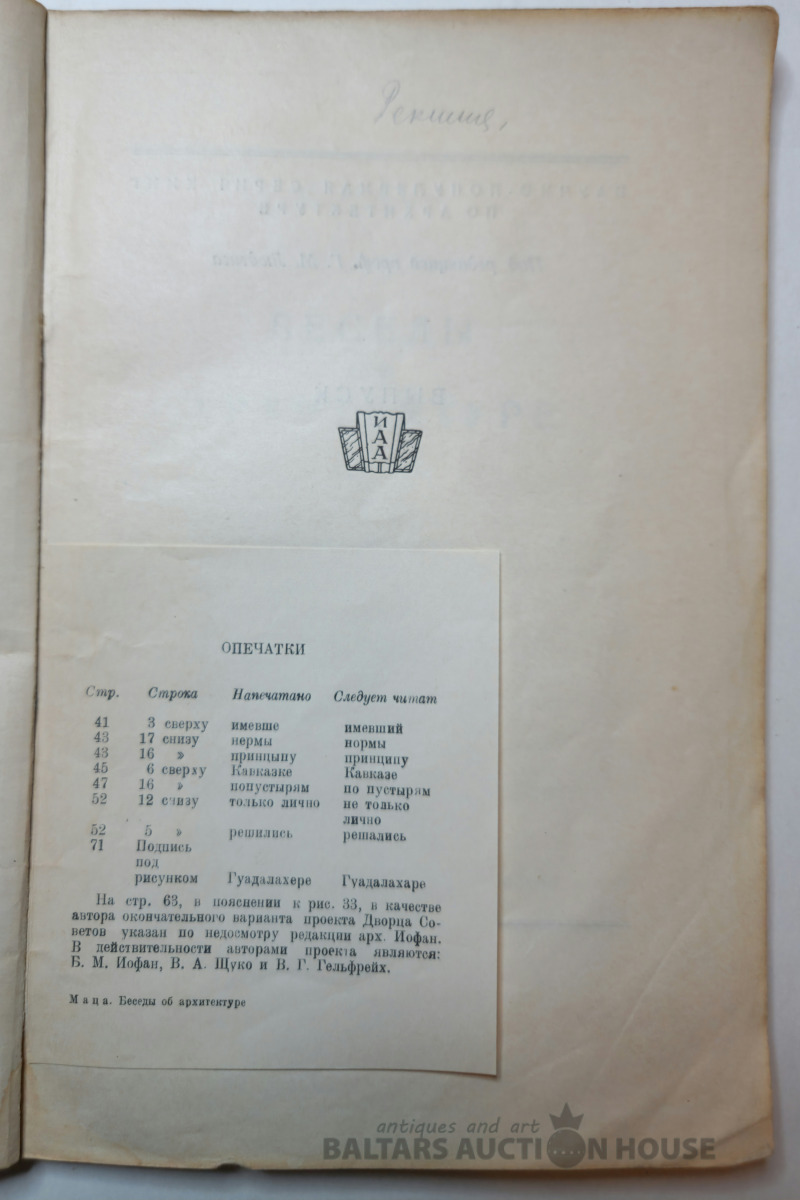 ИАА
ОПЕЧАТКИ
Стр. Строка Напечатано Следует читат
41 3 сверху имевше имевший
43 17 снизу нермы нормы
43 16 » принцыпу принципу
45 6 сверху Кавказке Кавказе
47 16 » попустырям по пустырям
52 12 снизу только лично не только
лично
52 5 » решились решались
71 Подпись
под
рисунком Гуадалахере Гуадалахаре
На стр. 63, в пояснении к рис. 33, в качестве
автора окончательного варианта проекта Дворца Со-
ветов указан по недосмотру редакции арх. Иофан.
В действительности авторами проекта являются:
Б. М. Иофан, В. А. Щуко и В. Г. Гельфрейх.
Маца. Беседы об архитектуре
antiques and art
BALTARS AUCTION HOUSE